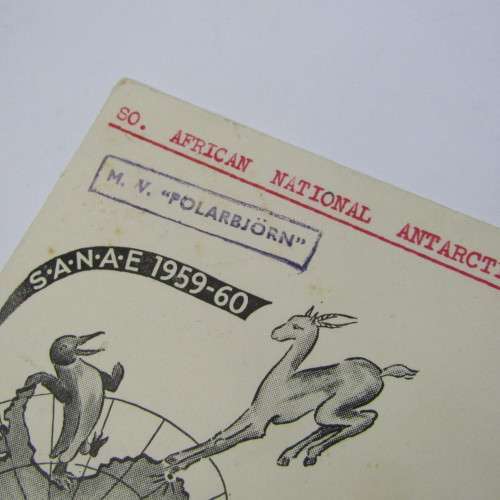 SO. AFRICAN NATIONAL ANTARCTI
M. V. "POLARBJÖRN"
S·A·N·A·E 1959-60